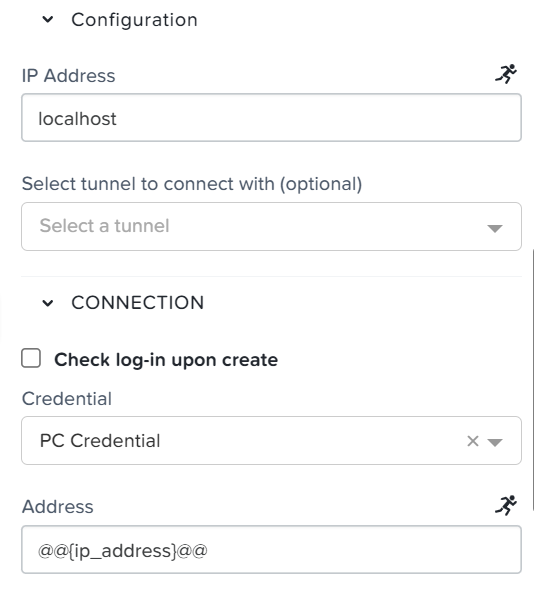 Configuration
IP Address
localhost
Select tunnel to connect with (optional)
Select a tunnel
CONNECTION
Check log-in upon create
Credential
PC Credential
Address
@@{ip_address}@@